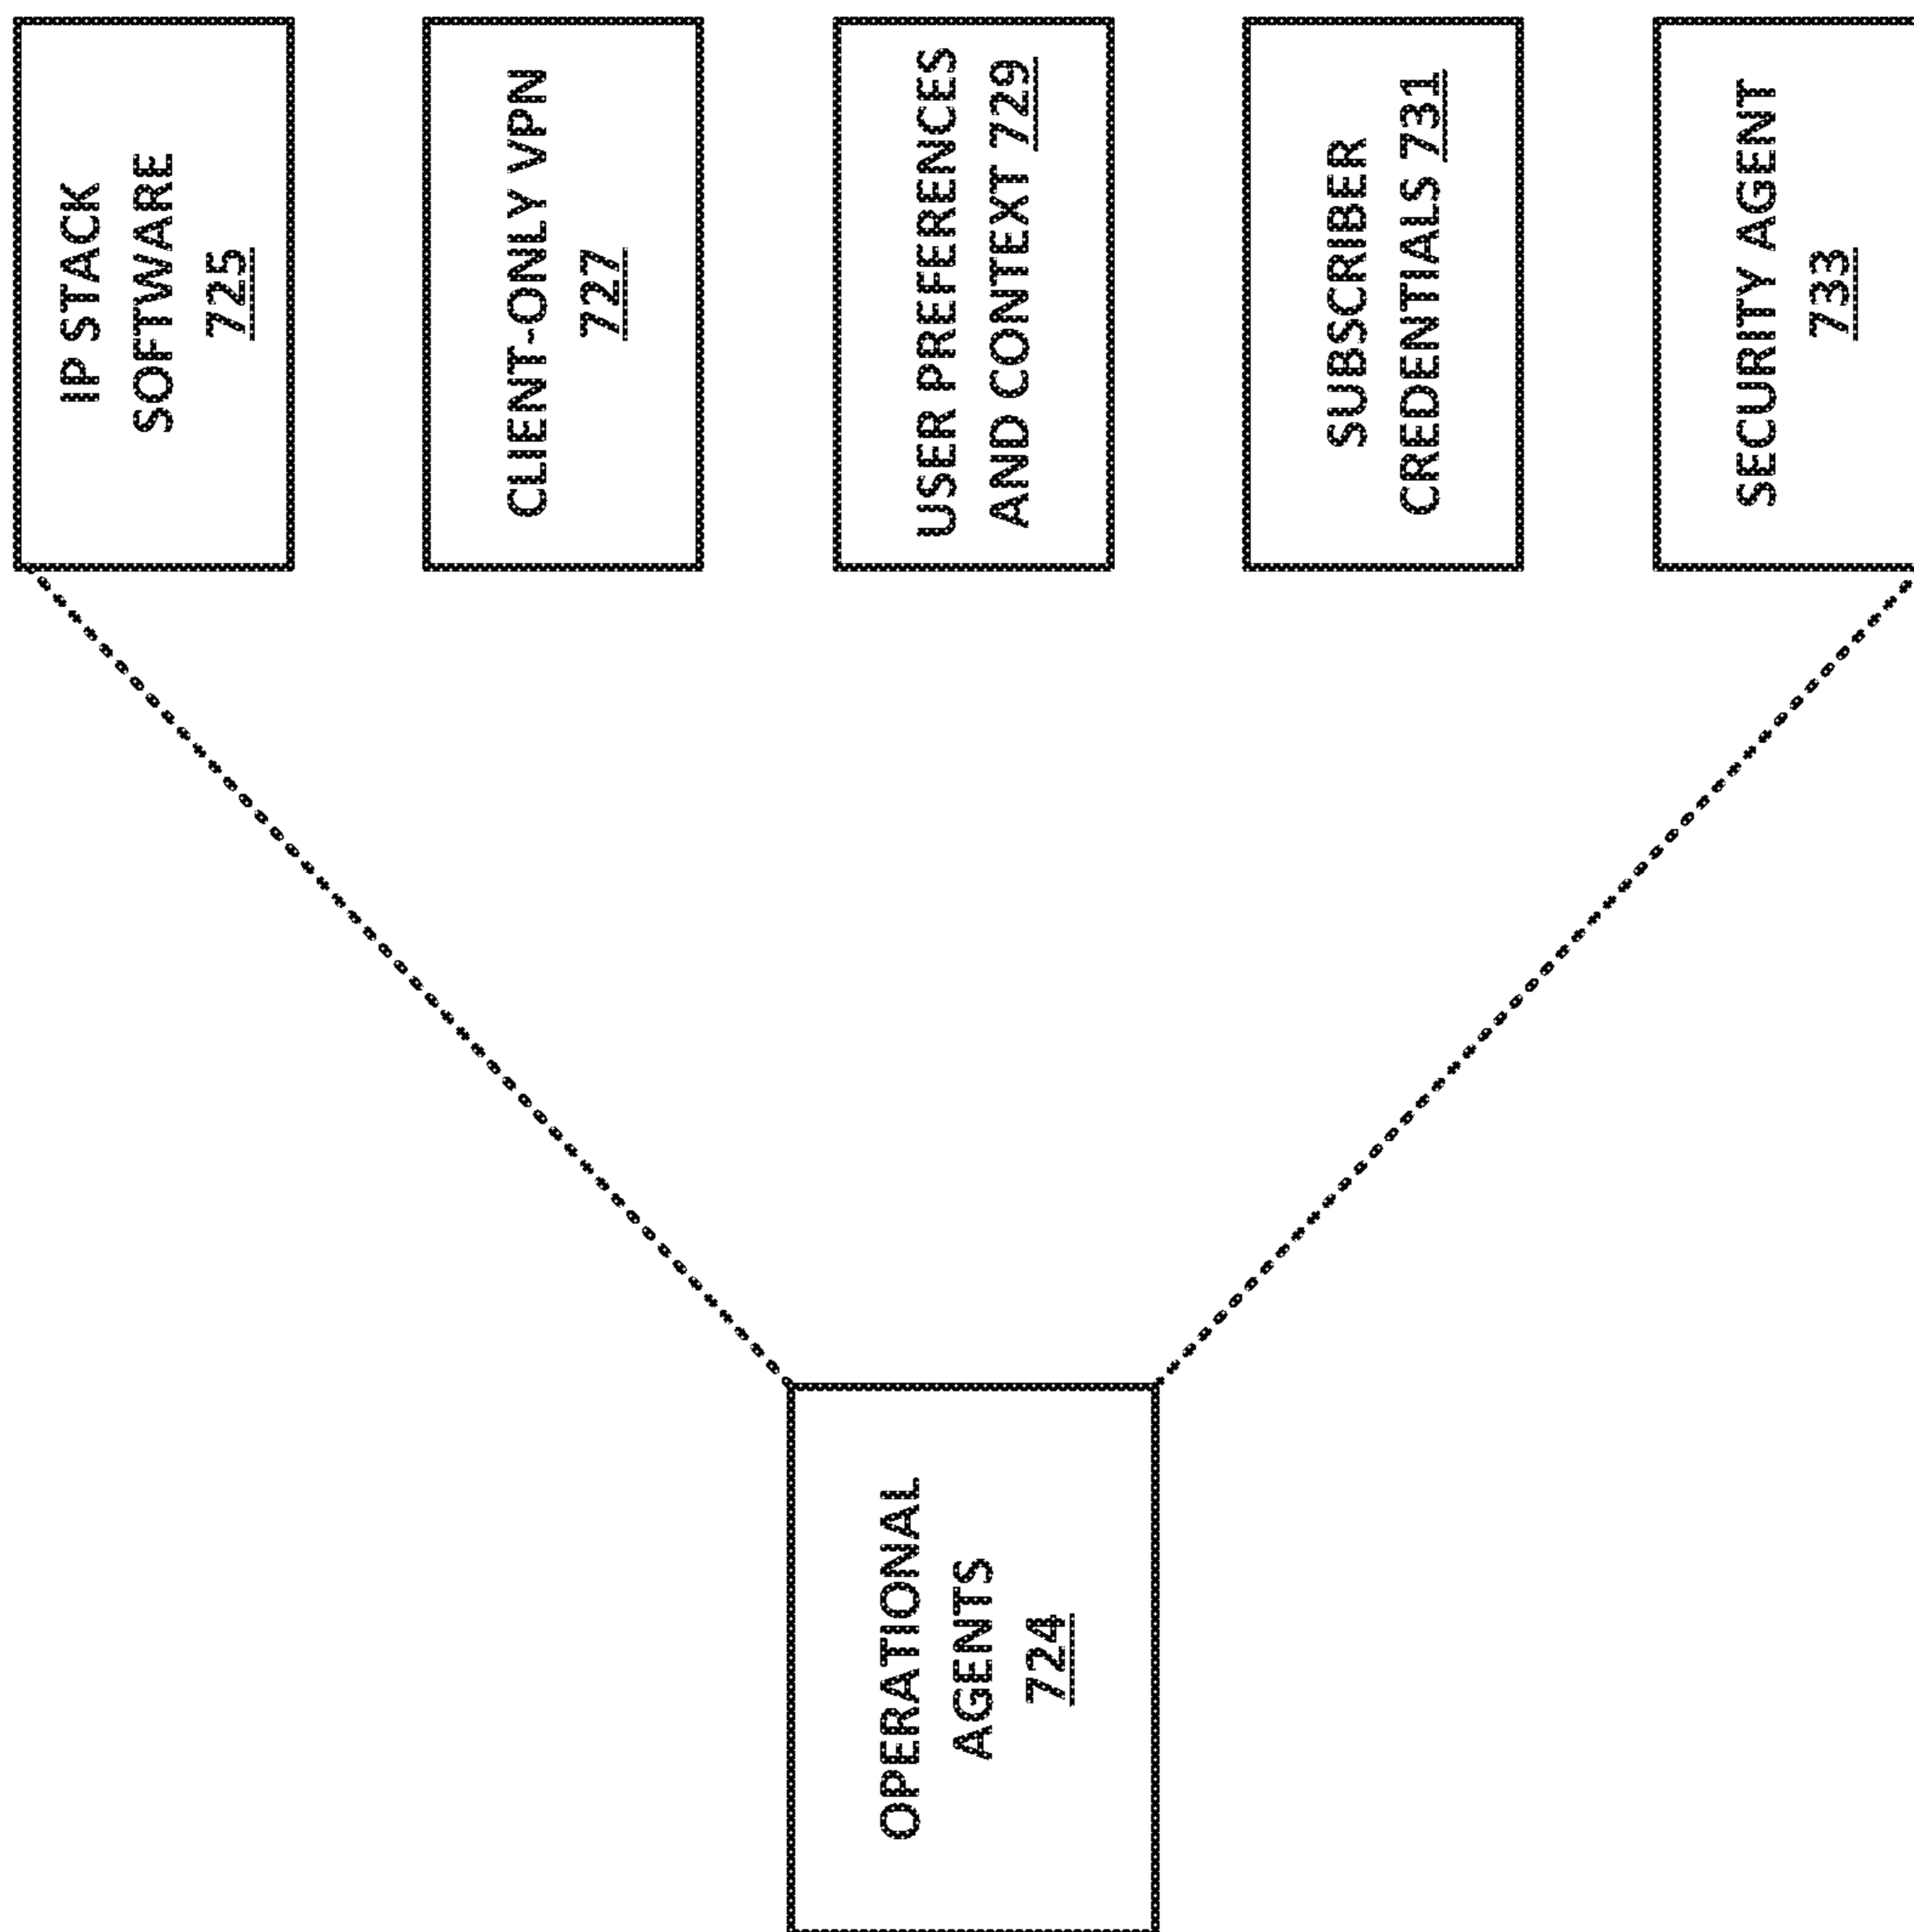 IP STACK
SOFTWARE
725
CLIENT-ONLY VPN
727
USER PREFERENCES
AND CONTEXT 729
SUBSCRIBER
CREDENTIALS 731
SECURITY AGENT
733
OPERATIONAL
AGENTS
724